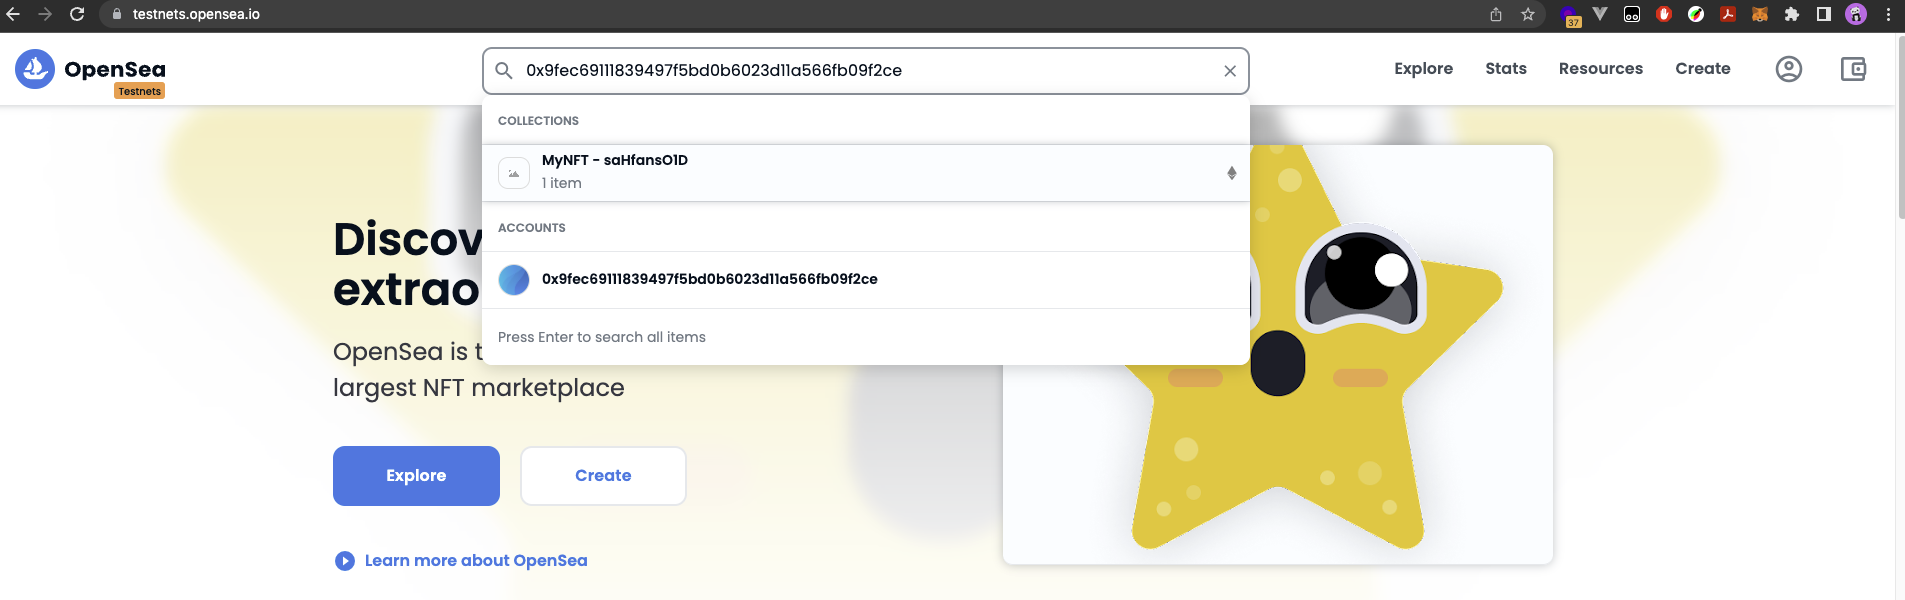 testnets.opensea.io
37
OpenSea
Testnets
0x9fec69111839497f5bd0b6023d11a566fb09f2ce
Explore
Stats
Resources
Create
COLLECTIONS
MyNFT - saHfansO1D
1 item
ACCOUNTS
0x9fec69111839497f5bd0b6023d11a566fb09f2ce
Press Enter to search all items
Discov
extrao
OpenSea is t
largest NFT marketplace
Explore
Create
Learn more about OpenSea